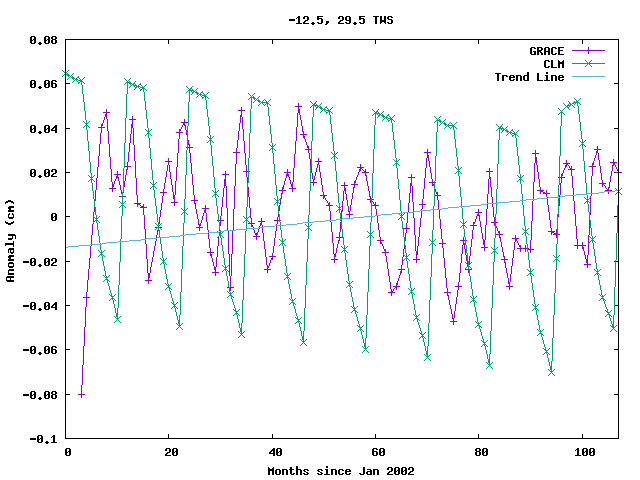 -12.5, 29.5 TWS
GRACE
CLM
Trend Line
0.08
0.06
0.04
0.02
0
-0.02
-0.04
-0.06
-0.08
-0.1
Anomaly (cm)
0 20 40 60 80 100
Months since Jan 2002